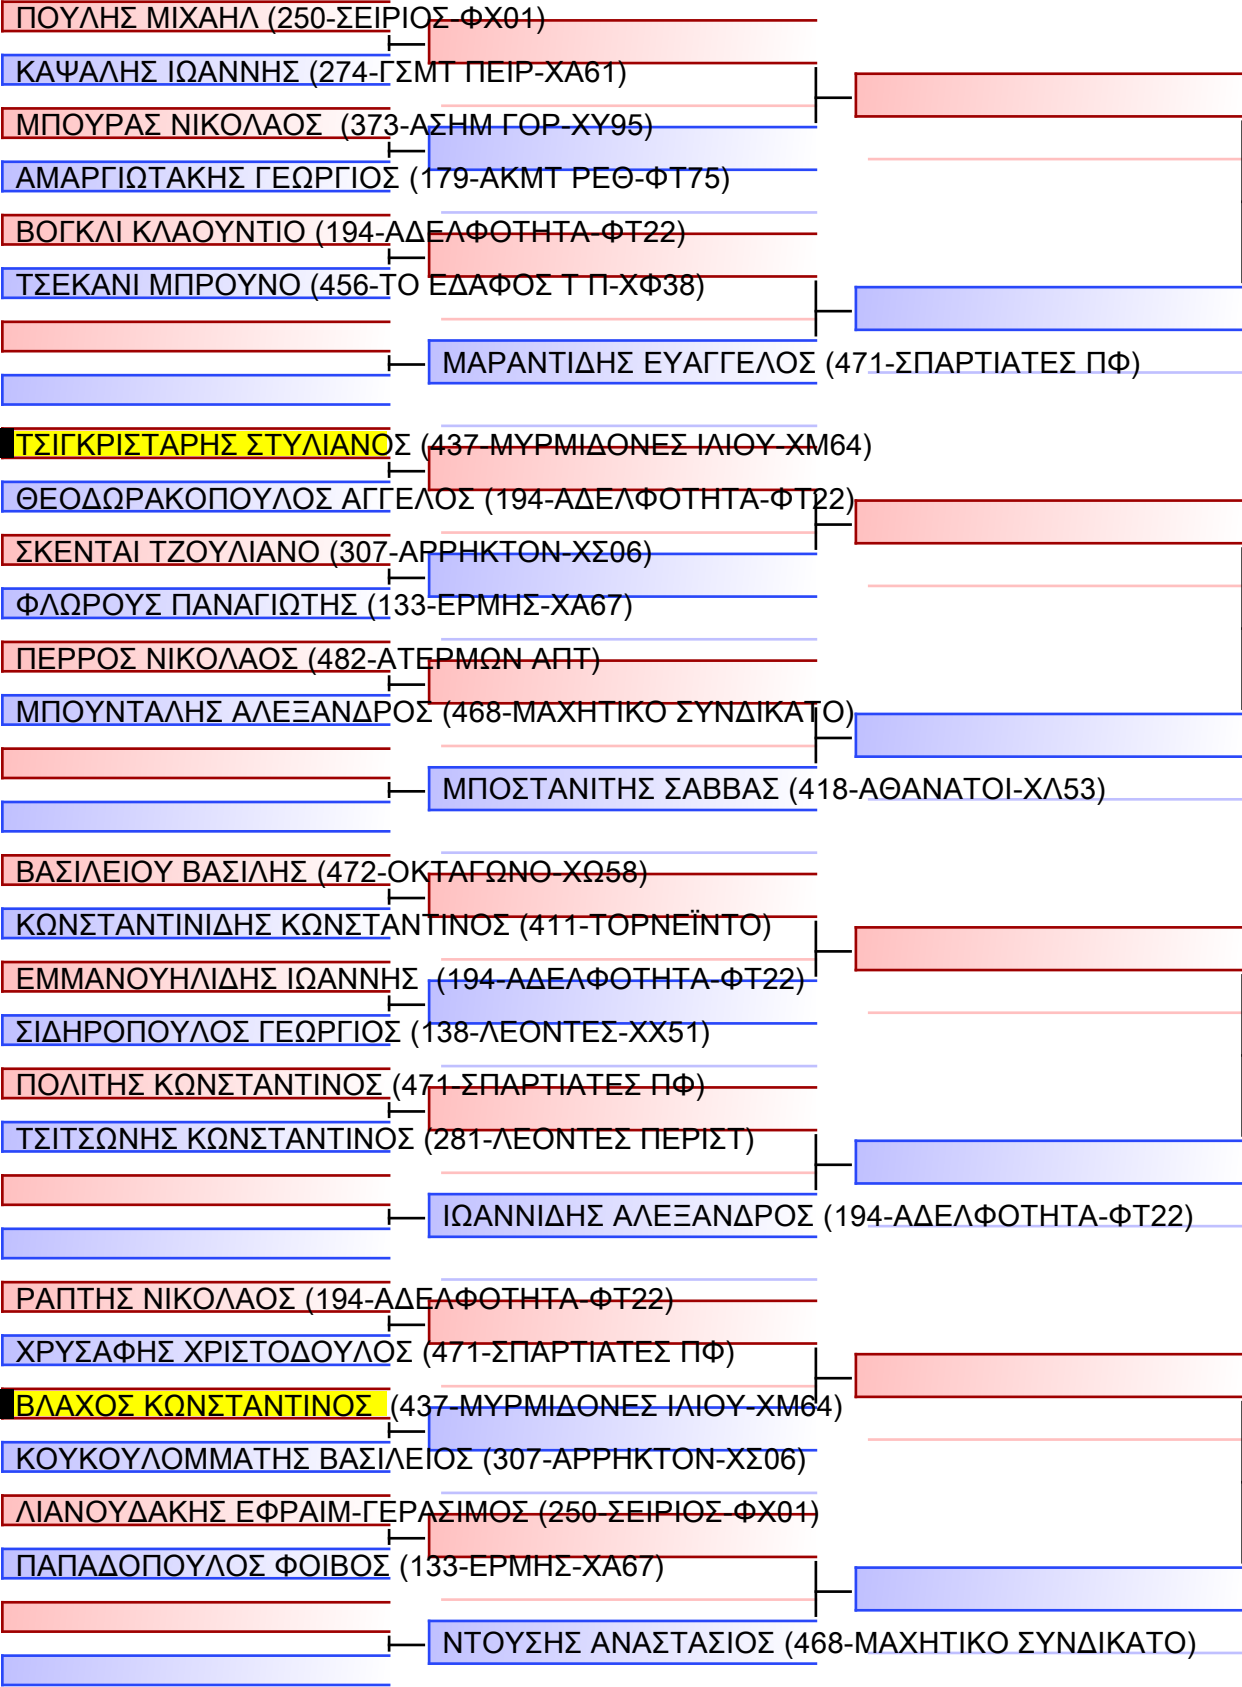 ΠΟΥΛΗΣ ΜΙΧΑΗΛ (250-ΣΕΙΡΙΟΣ-ΦΧ01)
ΚΑΨΑΛΗΣ ΙΩΑΝΝΗΣ (274-ΓΣΜΤ ΠΕΙΡ-ΧΑ61)
ΜΠΟΥΡΑΣ ΝΙΚΟΛΑΟΣ (373-ΑΣΗΜ ΓΟΡ-ΧΥ95)
ΑΜΑΡΓΙΩΤΑΚΗΣ ΓΕΩΡΓΙΟΣ (179-ΑΚΜΤ ΡΕΘ-ΦΤ75)
ΒΟΓΚΛΙ ΚΛΑΟΥΝΤΙΟ (194-ΑΔΕΛΦΟΤΗΤΑ-ΦΤ22)
ΤΣΕΚΑΝΙ ΜΠΡΟΥΝΟ (456-ΤΟ ΕΔΑΦΟΣ Τ Π-ΧΦ38)
ΜΑΡΑΝΤΙΔΗΣ ΕΥΑΓΓΕΛΟΣ (471-ΣΠΑΡΤΙΑΤΕΣ ΠΦ)
ΤΣΙΓΚΡΙΣΤΑΡΗΣ ΣΤΥΛΙΑΝΟΣ (437-ΜΥΡΜΙΔΟΝΕΣ ΙΛΙΟΥ-ΧΜ64)
ΘΕΟΔΩΡΑΚΟΠΟΥΛΟΣ ΑΓΓΕΛΟΣ (194-ΑΔΕΛΦΟΤΗΤΑ-ΦΤ22)
ΣΚΕΝΤΑΙ ΤΖΟΥΛΙΑΝΟ (307-ΑΡΡΗΚΤΟΝ-ΧΣ06)
ΦΛΩΡΟΥΣ ΠΑΝΑΓΙΩΤΗΣ (133-ΕΡΜΗΣ-ΧΑ67)
ΠΕΡΡΟΣ ΝΙΚΟΛΑΟΣ (482-ΑΤΕΡΜΩΝ ΑΠΤ)
ΜΠΟΥΝΤΑΛΗΣ ΑΛΕΞΑΝΔΡΟΣ (468-ΜΑΧΗΤΙΚΟ ΣΥΝΔΙΚΑΤΟ)
ΜΠΟΣΤΑΝΙΤΗΣ ΣΑΒΒΑΣ (418-ΑΘΑΝΑΤΟΙ-ΧΛ53)
ΒΑΣΙΛΕΙΟΥ ΒΑΣΙΛΗΣ (472-ΟΚΤΑΓΩΝΟ-ΧΩ58)
ΚΩΝΣΤΑΝΤΙΝΙΔΗΣ ΚΩΝΣΤΑΝΤΙΝΟΣ (411-ΤΟΡΝΕΪΝΤΟ)
ΕΜΜΑΝΟΥΗΛΙΔΗΣ ΙΩΑΝΝΗΣ (194-ΑΔΕΛΦΟΤΗΤΑ-ΦΤ22)
ΣΙΔΗΡΟΠΟΥΛΟΣ ΓΕΩΡΓΙΟΣ (138-ΛΕΟΝΤΕΣ-ΧΧ51)
ΠΟΛΙΤΗΣ ΚΩΝΣΤΑΝΤΙΝΟΣ (471-ΣΠΑΡΤΙΑΤΕΣ ΠΦ)
ΤΣΙΤΣΩΝΗΣ ΚΩΝΣΤΑΝΤΙΝΟΣ (281-ΛΕΟΝΤΕΣ ΠΕΡΙΣΤ)
ΙΩΑΝΝΙΔΗΣ ΑΛΕΞΑΝΔΡΟΣ (194-ΑΔΕΛΦΟΤΗΤΑ-ΦΤ22)
ΡΑΠΤΗΣ ΝΙΚΟΛΑΟΣ (194-ΑΔΕΛΦΟΤΗΤΑ-ΦΤ22)
ΧΡΥΣΑΦΗΣ ΧΡΙΣΤΟΔΟΥΛΟΣ (471-ΣΠΑΡΤΙΑΤΕΣ ΠΦ)
ΒΛΑΧΟΣ ΚΩΝΣΤΑΝΤΙΝΟΣ (437-ΜΥΡΜΙΔΟΝΕΣ ΙΛΙΟΥ-ΧΜ64)
ΚΟΥΚΟΥΛΟΜΜΑΤΗΣ ΒΑΣΙΛΕΙΟΣ (307-ΑΡΡΗΚΤΟΝ-ΧΣ06)
ΛΙΑΝΟΥΔΑΚΗΣ ΕΦΡΑΙΜ-ΓΕΡΑΣΙΜΟΣ (250-ΣΕΙΡΙΟΣ-ΦΧ01)
ΠΑΠΑΔΟΠΟΥΛΟΣ ΦΟΙΒΟΣ (133-ΕΡΜΗΣ-ΧΑ67)
ΝΤΟΥΣΗΣ ΑΝΑΣΤΑΣΙΟΣ (468-ΜΑΧΗΤΙΚΟ ΣΥΝΔΙΚΑΤΟ)